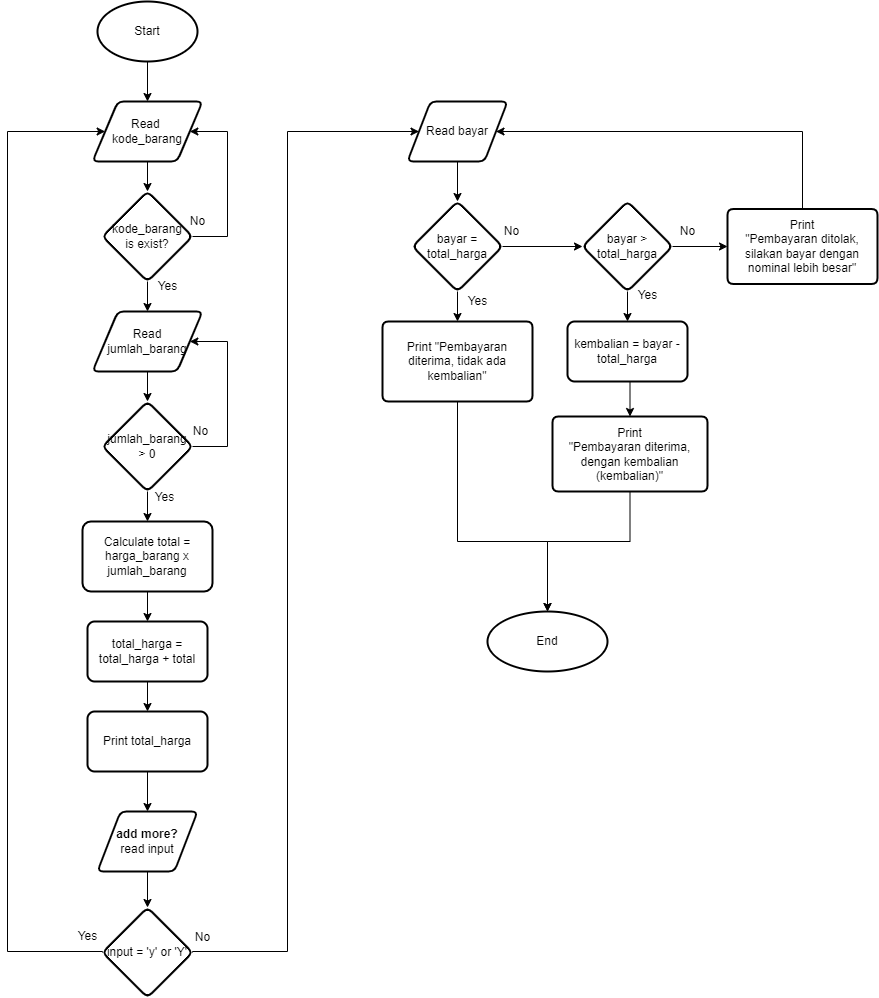 Start
Read
kode_barang
kode_barang
is exist?
No
Yes
Read
jumlah_barang
jumlah_barang
> 0
No
Yes
Calculate total =
harga_barang x
jumlah_barang
total_harga =
total_harga + total
Print total_harga
add more?
read input
input = 'y' or 'Y'
Yes
No
Read bayar
bayar =
total_harga
No
Yes
bayar >
total_harga
No
Yes
Print
"Pembayaran ditolak,
silakan bayar dengan
nominal lebih besar"
Print "Pembayaran
diterima, tidak ada
kembalian"
kembalian = bayar -
total_harga
Print
"Pembayaran diterima,
dengan kembalian
(kembalian)"
End